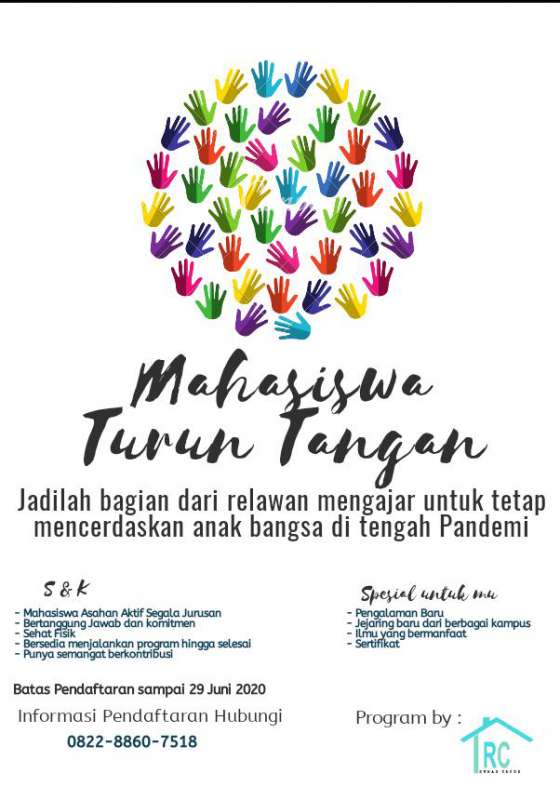 Mahasiswa
Turun Tangan
Jadilah bagian dari relawan mengajar untuk tetap
mencerdaskan anak bangsa di tengah Pandemi
S & K
- Mahasiswa Asahan Aktif Segala Jurusan
- Bertanggung Jawab dan komitmen
- Sehat Fisik
- Bersedia menjalankan program hingga selesai
- Punya semangat berkontribusi
Spesial untuk mu
- Pengalaman Baru
- Jejaring baru dari berbagai kampus
- Ilmu yang bermanfaat
- Sertifikat
Batas Pendaftaran sampai 29 Juni 2020
Informasi Pendaftaran Hubungi
0822-8860-7518
Program by :
RC